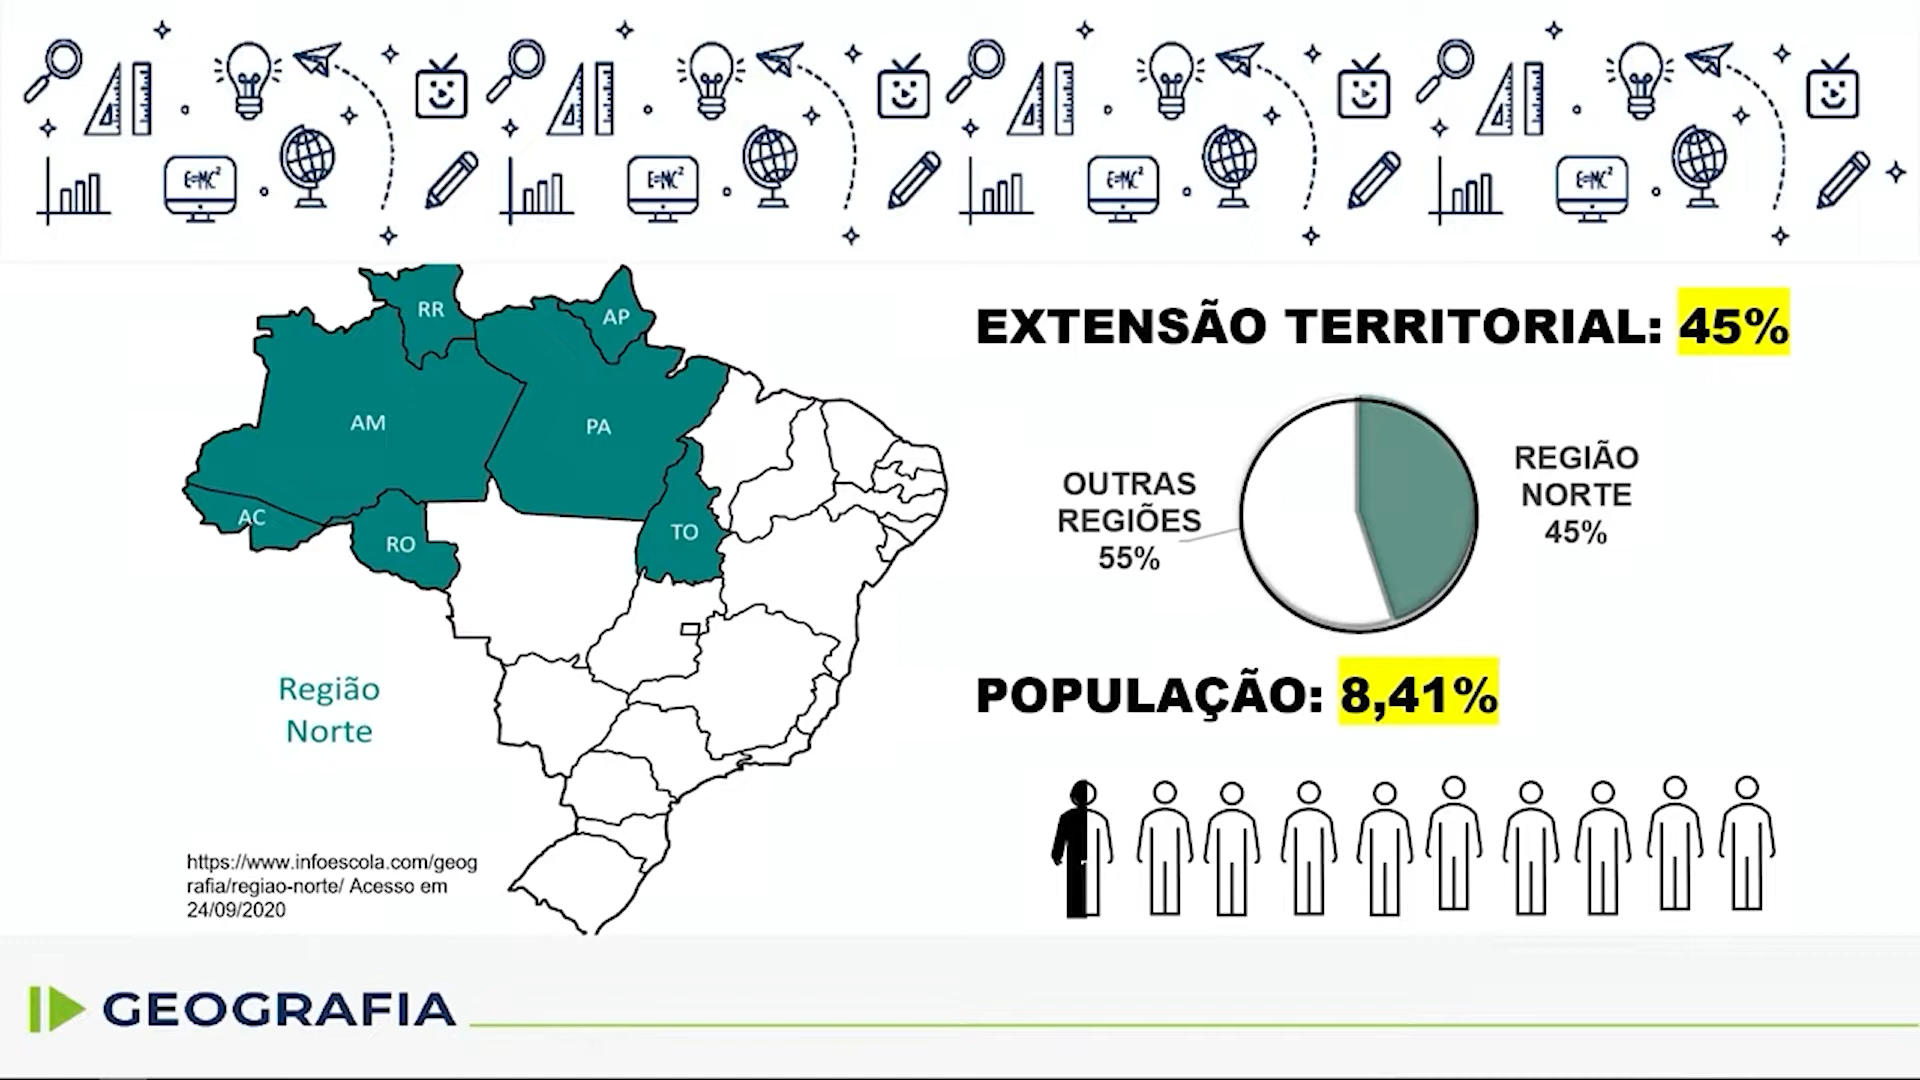 E=MC²
E=MC²
E=MC²
E=MC²
RR
AP
AM
PA
AC
RO
TO
Região
Norte
https://www.infoescola.com/geog
rafia/regiao-norte/ Acesso em
24/09/2020
EXTENSÃO TERRITORIAL: 45%
OUTRAS
REGIÕES
55%
REGIÃO
NORTE
45%
POPULAÇÃO: 8,41%
GEOGRAFIA